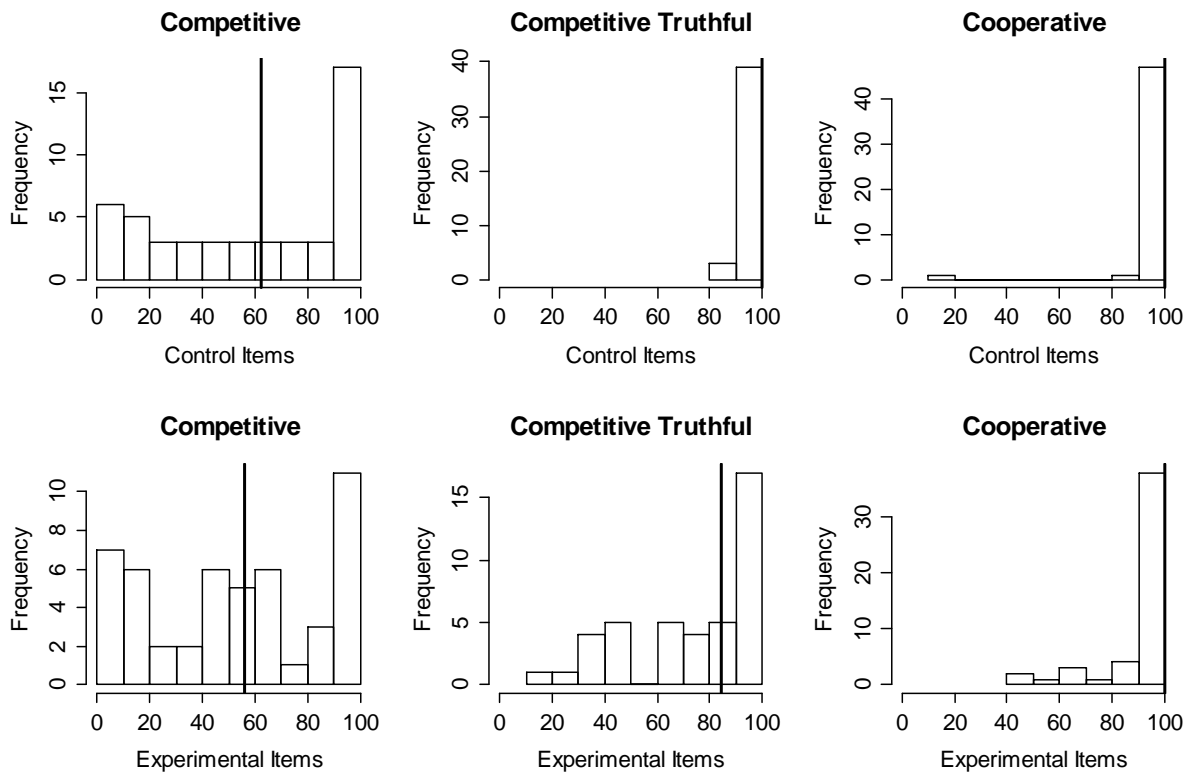 Competitive
Competitive Truthful
Cooperative
Frequency
0 5 10 15
0 20 40 60 80 100
Control Items
Frequency
0 10 20 30 40
0 20 40 60 80 100
Control Items
Frequency
0 10 20 30 40
0 20 40 60 80 100
Control Items
Competitive
Competitive Truthful
Cooperative
Frequency
0 2 4 6 8 10
0 20 40 60 80 100
Experimental Items
Frequency
0 5 10 15
0 20 40 60 80 100
Experimental Items
Frequency
0 10 20 30
0 20 40 60 80 100
Experimental Items